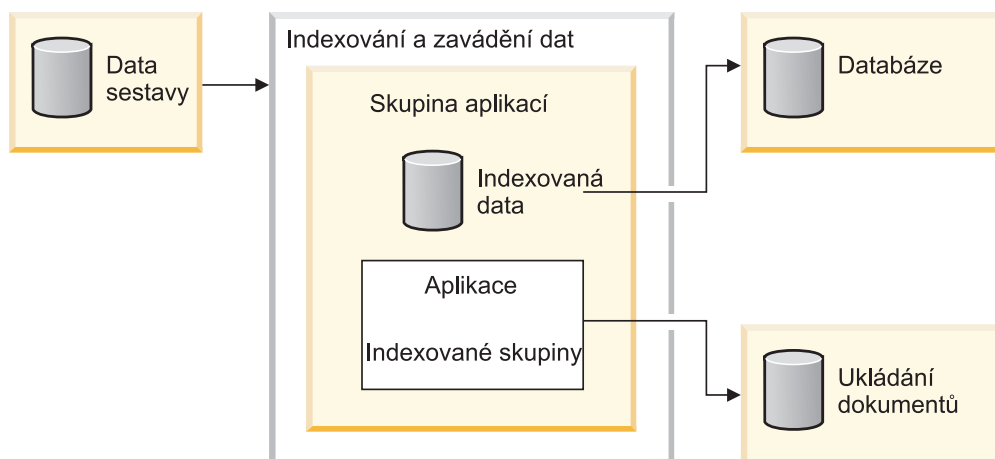 Data
sestavy
Indexování a zavádění dat
Skupina aplikací
Indexovaná
data
Aplikace
Indexované skupiny
Databáze
Ukládání
dokumentů